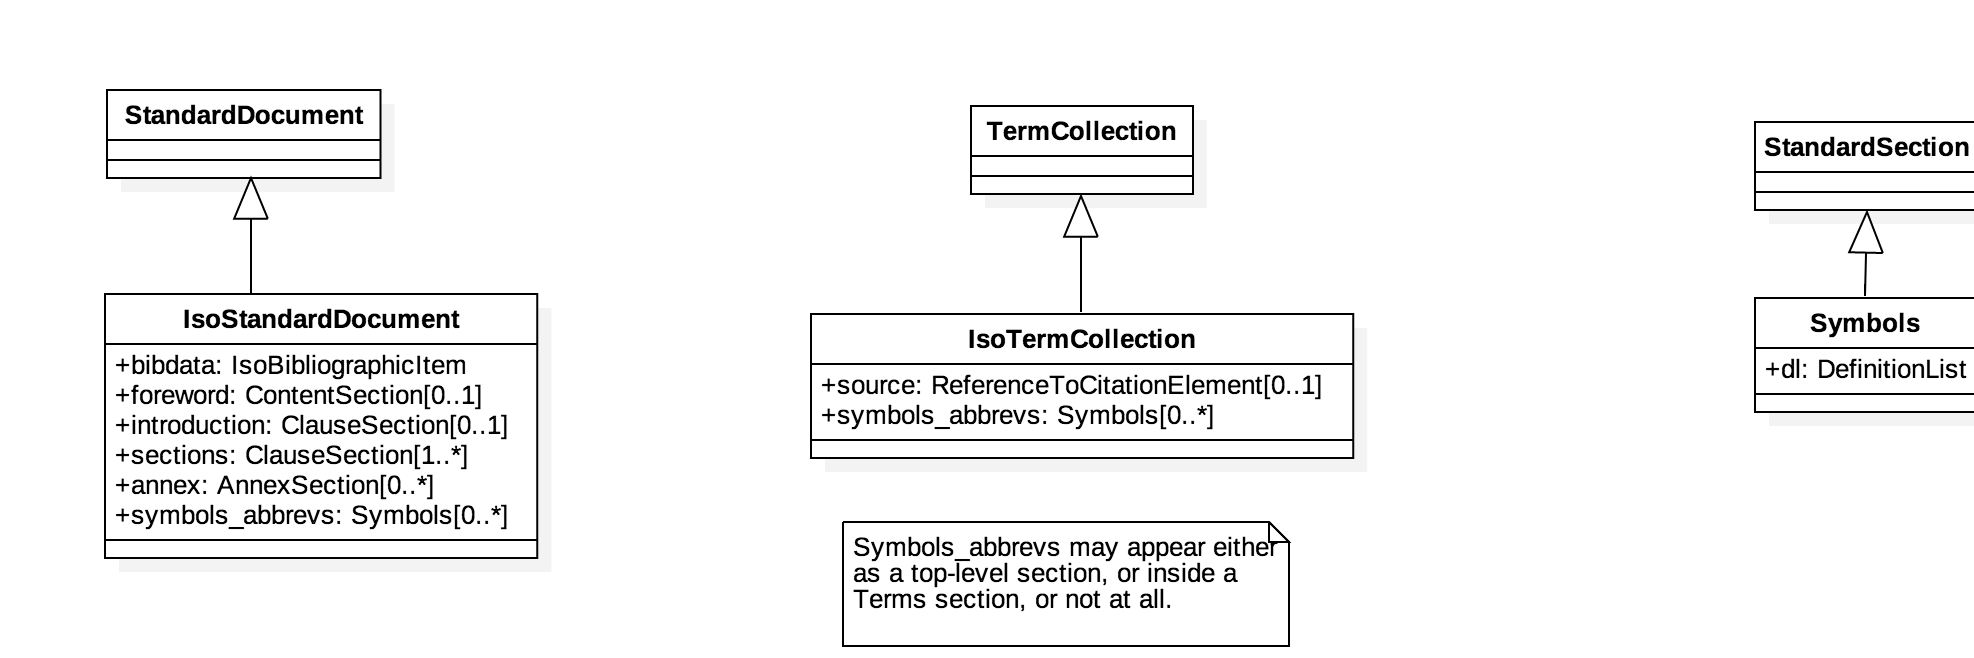 StandardDocument
IsoStandardDocument
+bibdata: IsoBibliographicItem
+foreword: ContentSection[0..1]
+introduction: ClauseSection[0..1]
+sections: ClauseSection[1..*]
+annex: AnnexSection[0..*]
+symbols_abbrevs: Symbols[0..*]
TermCollection
IsoTermCollection
+source: ReferenceToCitationElement[0..1]
+symbols_abbrevs: Symbols[0..*]
Symbols_abbrevs may appear either
as a top-level section, or inside a
Terms section, or not at all.
StandardSection
Symbols
+dl: DefinitionList